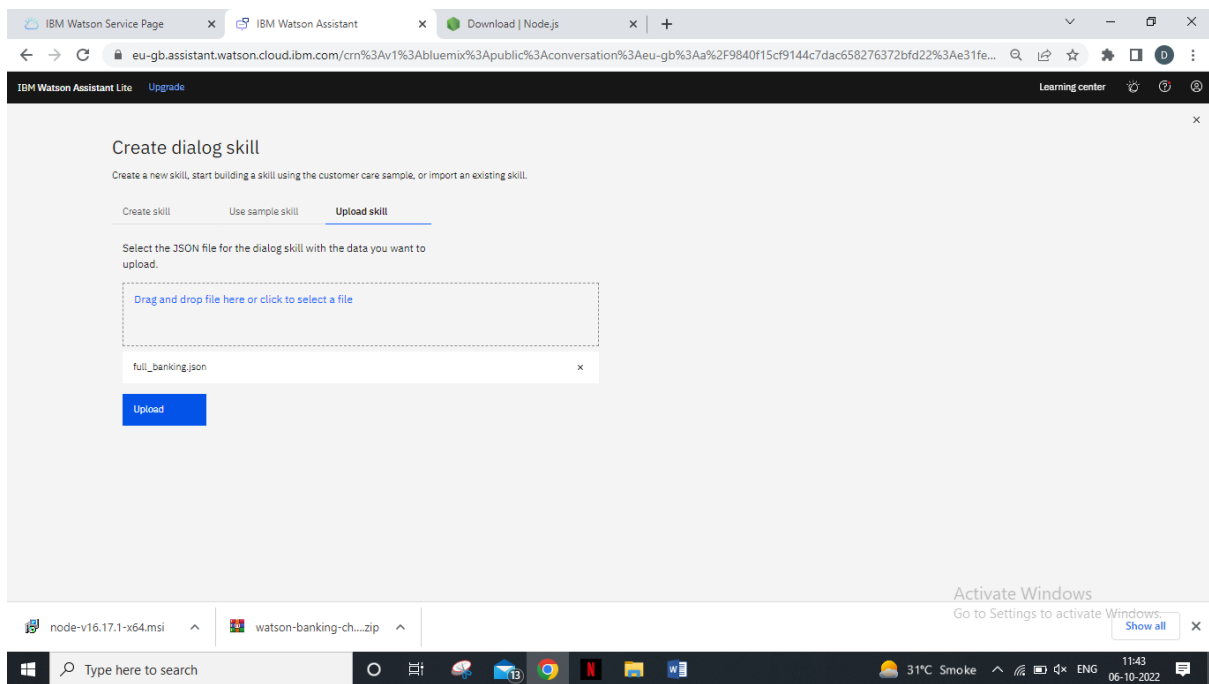 IBM Watson Service Page
IBM Watson Assistant
Download | Node.js
eu-gb.assistant.watson.cloud.ibm.com/crn%3Av1%3Abluemix%3Apublic%3Aconversation%3Aeu-gb%3Aa%2F9840f15cf9144c7dac658276372bfd22%3Ae31fe...
D
IBM Watson Assistant Lite Upgrade
Learning center
Create dialog skill
Create a new skill, start building a skill using the customer care sample, or import an existing skill.
Create skill
Use sample skill
Upload skill
Select the JSON file for the dialog skill with the data you want to
upload.
Drag and drop file here or click to select a file
full_banking.json
Upload
Activate Windows
Go to Settings to activate Windows.
node-v16.17.1-x64.msi
watson-banking-ch....zip
Show all
Type here to search
13
N
W
31°C Smoke
ENG
11:43
06-10-2022